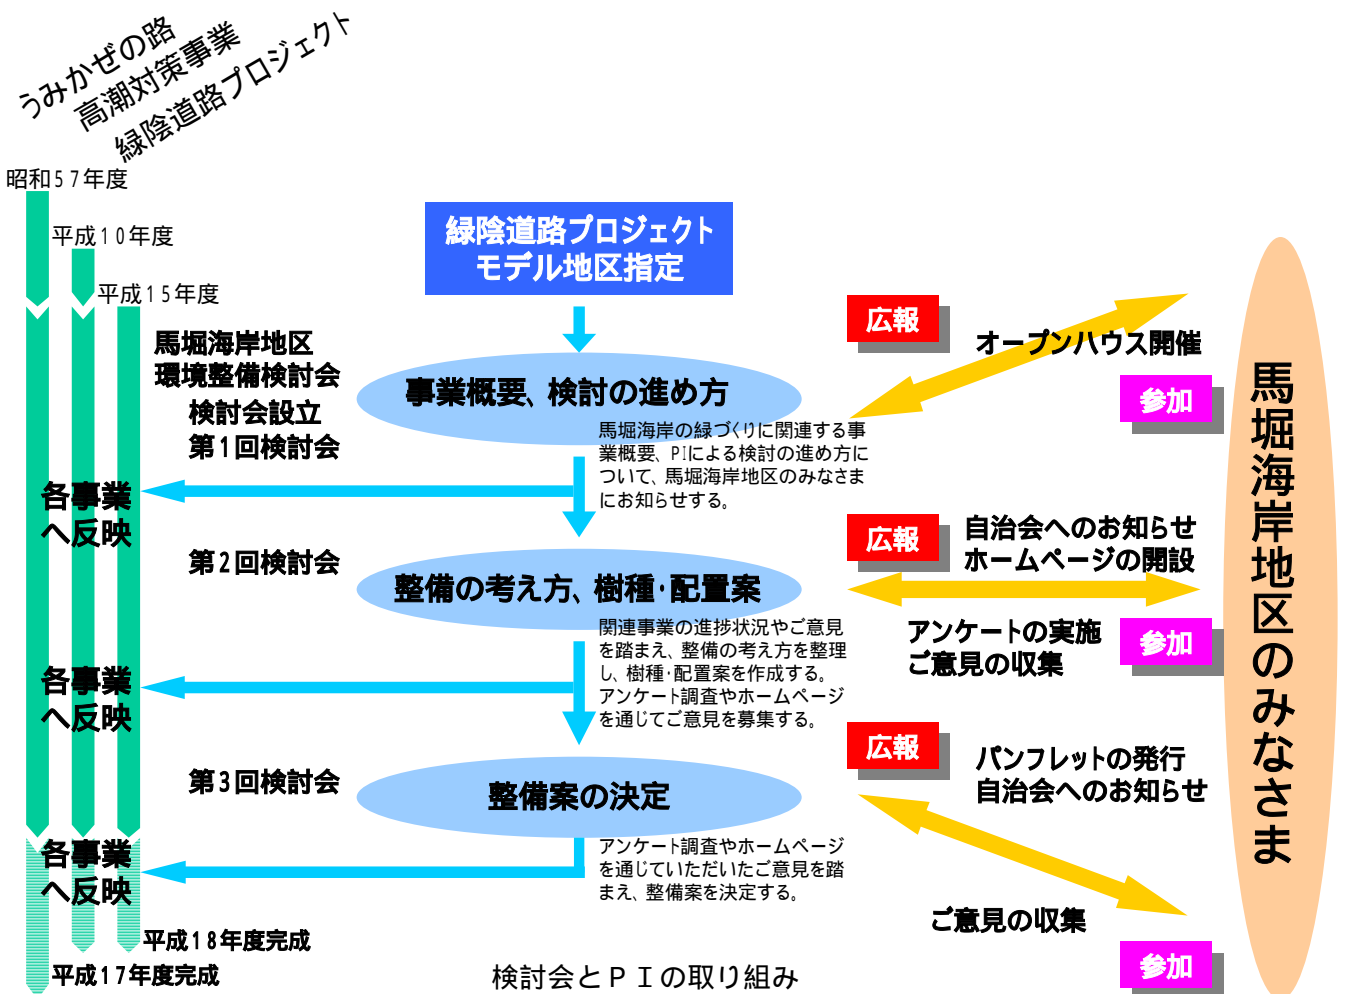 うみかぜの路
高潮対策事業
緑陰道路プロジェクト
昭和57年度
平成10年度
平成15年度
緑陰道路プロジェクト
モデル地区指定
馬堀海岸地区
環境整備検討会
検討会設立
第1回検討会
事業概要、検討の進め方
馬堀海岸の緑づくりに関連する事
業概要、PIによる検討の進め方に
ついて、馬堀海岸地区のみなさま
にお知らせする。
広報
オープンハウス開催
参加
各事業
へ反映
第2回検討会
整備の考え方、樹種・配置案
関連事業の進捗状況やご意見
を踏まえ、整備の考え方を整理
し、樹種・配置案を作成する。
アンケート調査やホームページ
を通じてご意見を募集する。
広報
自治会へのお知らせ
ホームページの開設
アンケートの実施
ご意見の収集
参加
各事業
へ反映
第3回検討会
整備案の決定
アンケート調査やホームページ
を通じていただいたご意見を踏
まえ、整備案を決定する。
広報
パンフレットの発行
自治会へのお知らせ
ご意見の収集
参加
各事業
へ反映
平成18年度完成
平成17年度完成
馬堀海岸地区のみなさま
検討会とPIの取り組み